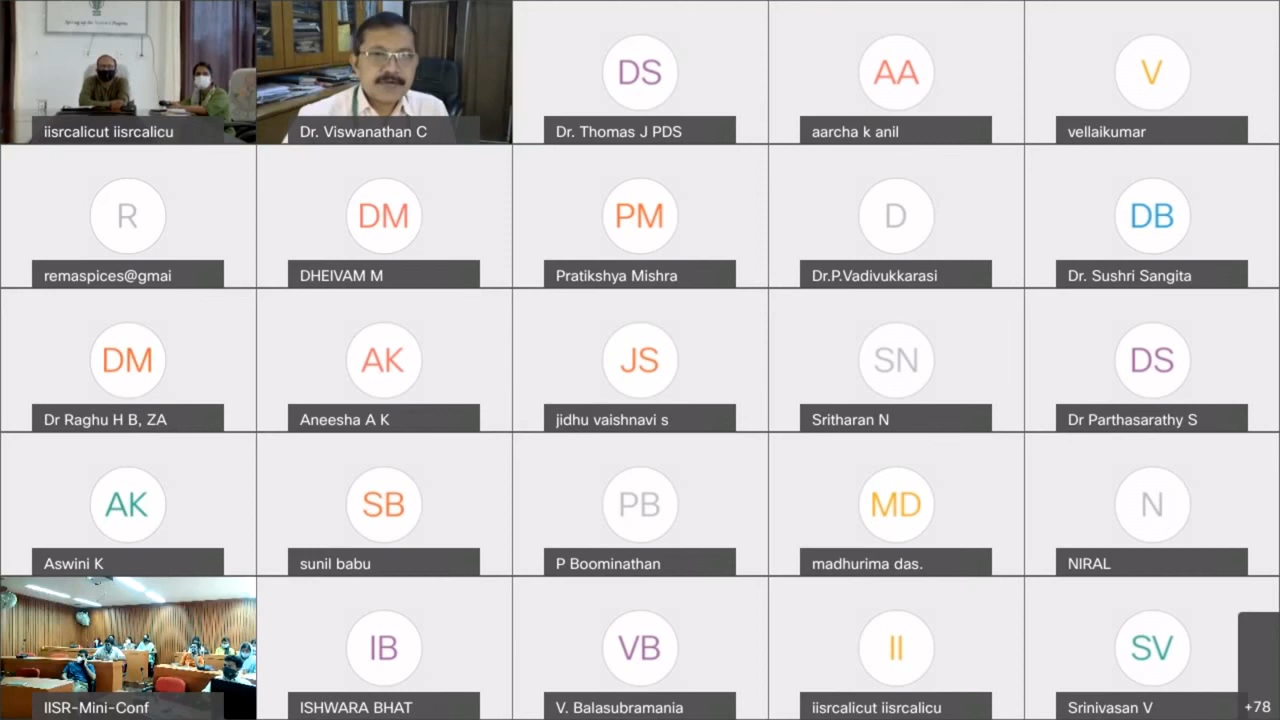 iisrcalicut iisrcalicu
Dr. Viswanathan C
DS
Dr. Thomas J PDS
AA
aarcha k anil
V
vellaikumar
R
remaspices@gmai
DM
DHEIVAM M
PM
Pratikshya Mishra
D
Dr.P.Vadivukkarasi
DB
Dr. Sushri Sangita
DM
Dr Raghu H B, ZA
AK
Aneesha A K
JS
jidhu vaishnavi s
SN
Sritharan N
DS
Dr Parthasarathy S
AK
Aswini K
SB
sunil babu
PB
P Boominathan
MD
madhurima das.
N
NIRAL
IISR-Mini-Conf
IB
ISHWARA BHAT
VB
V. Balasubramania
II
iisrcalicut iisrcalicu
SV
Srinivasan V
+78